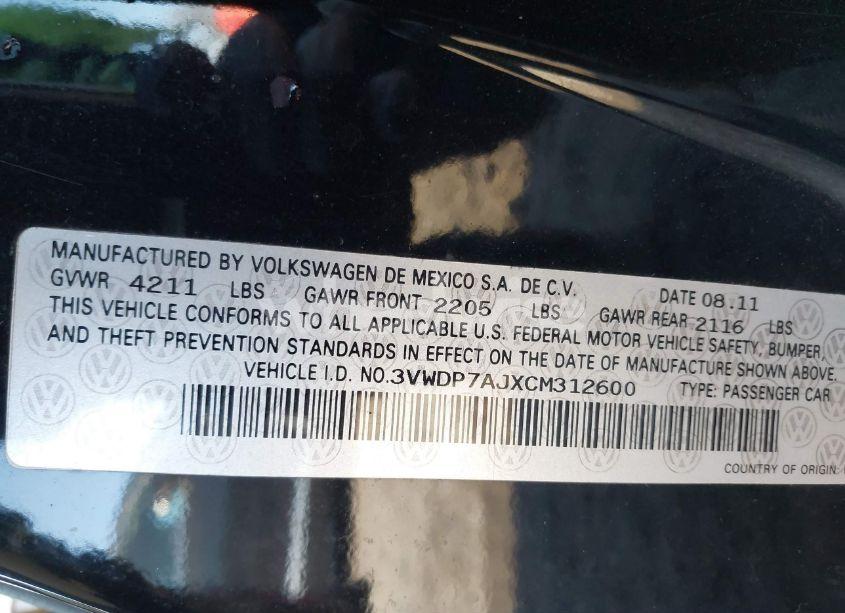 MANUFACTURED BY VOLKSWAGEN DE MEXICO S.A. DE C.V. DATE 08.11
GVWR 4211 LBS GAWR FRONT 2205 LBS GAWR REAR 2116 LBS
THIS VEHICLE CONFORMS TO ALL APPLICABLE U.S. FEDERAL MOTOR VEHICLE SAFETY, BUMPER,
AND THEFT PREVENTION STANDARDS IN EFFECT ON THE DATE OF MANUFACTURE SHOWN ABOVE.
VEHICLE I.D. NO.3VWDP7AJXCM312600 TYPE: PASSENGER CAR
COUNTRY OF ORIGIN: